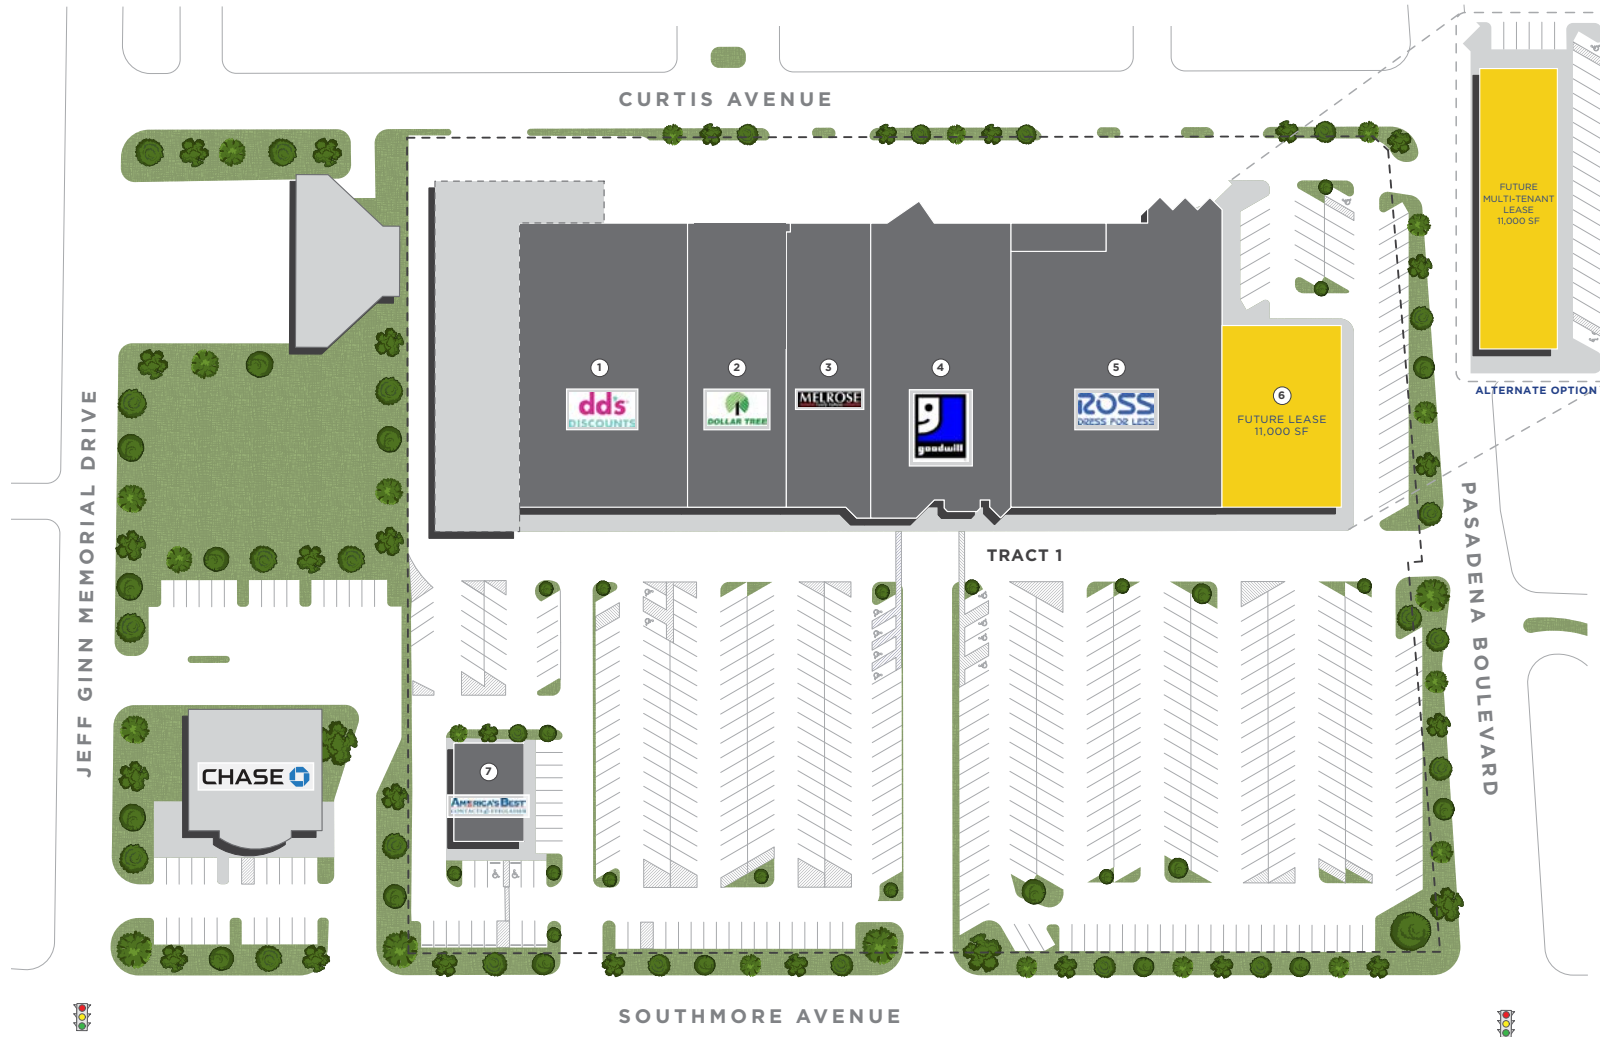 CURTIS AVENUE
FUTURE
MULTI-TENANT
LEASE
11,000 SF
ALTERNATE OPTION
1
dd's
DISCOUNTS
2
DOLLAR TREE
3
MELROSE
4
goodwill
5
ROSS
DRESS FOR LESS
6
FUTURE LEASE
11,000 SF
TRACT 1
JEFF GINN MEMORIAL DRIVE
PASADENA BOULEVARD
CHASE
7
AMERICA'S BEST
CONTACTS & EYEGLASSES
SOUTHMORE AVENUE